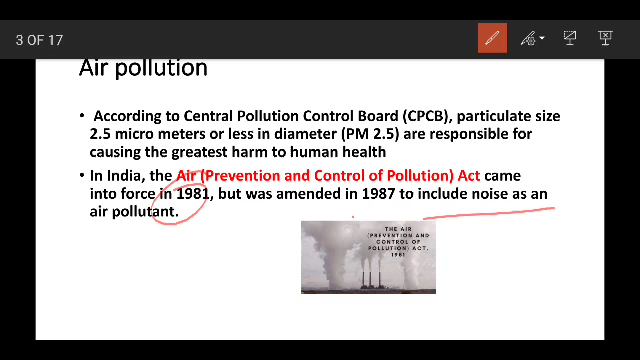 3 OF 17
Air pollution
• According to Central Pollution Control Board (CPCB), particulate size
2.5 micro meters or less in diameter (PM 2.5) are responsible for
causing the greatest harm to human health
• In India, the Air (Prevention and Control of Pollution) Act came
into force in 1981, but was amended in 1987 to include noise as an
air pollutant.
THE AIR
(PREVENTION AND
CONTROL OF
POLLUTION) ACT,
1981